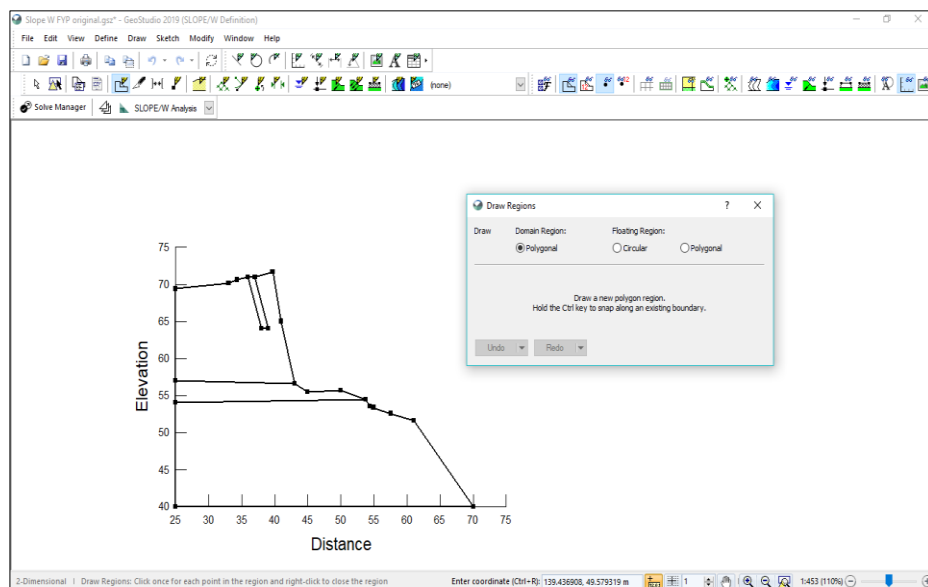 Slope W FYP original.gsz* - GeoStudio 2019 (SLOPE/W Definition)
File Edit View Define Draw Sketch Modify Window Help
(none)
Solve Manager SLOPE/W Analysis
Draw Regions ? X
Draw Domain Region: Floating Region:
Polygonal Circular Polygonal
Draw a new polygon region.
Hold the Ctrl key to snap along an existing boundary.
Undo Redo
75
70
65
60
55
50
45
40
Elevation
25 30 35 40 45 50 55 60 65 70 75
Distance
2-Dimensional | Draw Regions: Click once for each point in the region and right-click to close the region Enter coordinate (Ctrl+R): 139.436908, 49.579319 m 1 1:453 (110%)